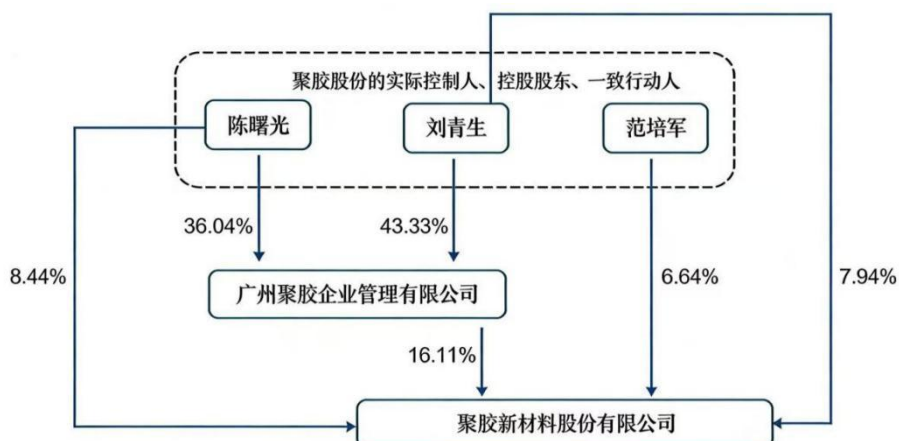 聚胶股份的实际控制人、控股股东、一致行动人
陈曙光
刘青生
范培军
36.04%
43.33%
8.44%
6.64%
7.94%
广州聚胶企业管理有限公司
16.11%
聚胶新材料股份有限公司